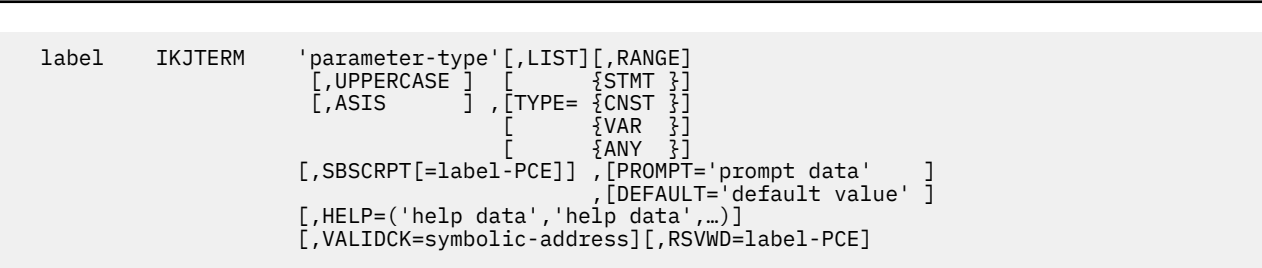 label IKJTERM 'parameter-type'[,LIST][,RANGE]
[,UPPERCASE ] [ {STMT }]
[,ASIS ] ,[TYPE= {CNST }]
[ {VAR }]
[ {ANY }]
[,SBSCRPT[=label-PCE]] ,[PROMPT='prompt data' ]
,[DEFAULT='default value' ]
[,HELP=('help data','help data',…)]
[,VALIDCK=symbolic-address][,RSVWD=label-PCE]